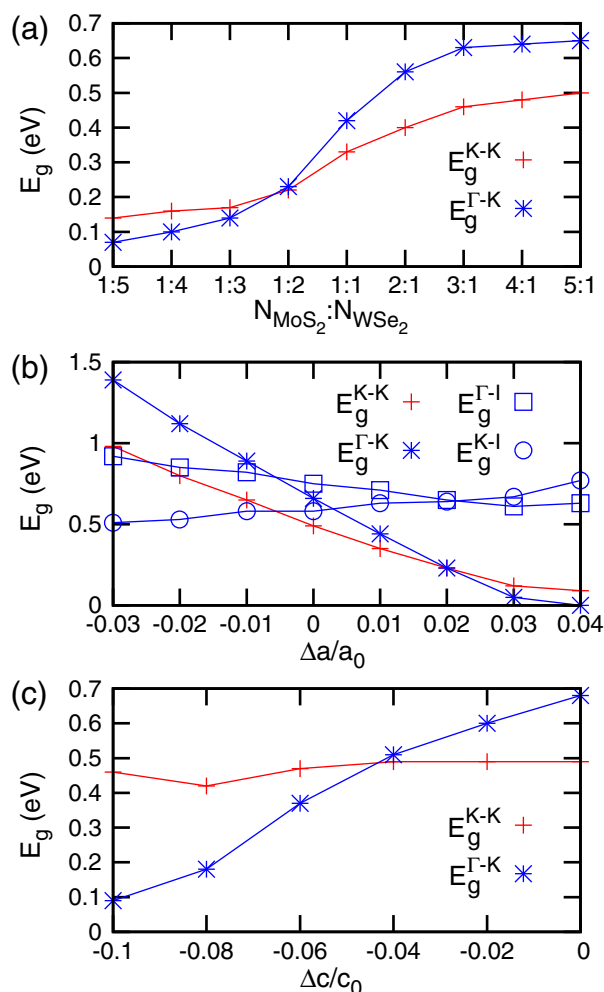 (a)
0.7
0.6
0.5
0.4
0.3
0.2
0.1
0
E_g (eV)
E_g^{K-K}
E_g^{Γ-K}
1:5 1:4 1:3 1:2 1:1 2:1 3:1 4:1 5:1
N_{MoS_2}:N_{WSe_2}
(b)
1.5
1
0.5
0
E_g (eV)
E_g^{K-K} E_g^{Γ-I}
E_g^{Γ-K} E_g^{K-I}
-0.03 -0.02 -0.01 0 0.01 0.02 0.03 0.04
Δa/a_0
(c)
0.7
0.6
0.5
0.4
0.3
0.2
0.1
0
E_g (eV)
E_g^{K-K}
E_g^{Γ-K}
-0.1 -0.08 -0.06 -0.04 -0.02 0
Δc/c_0